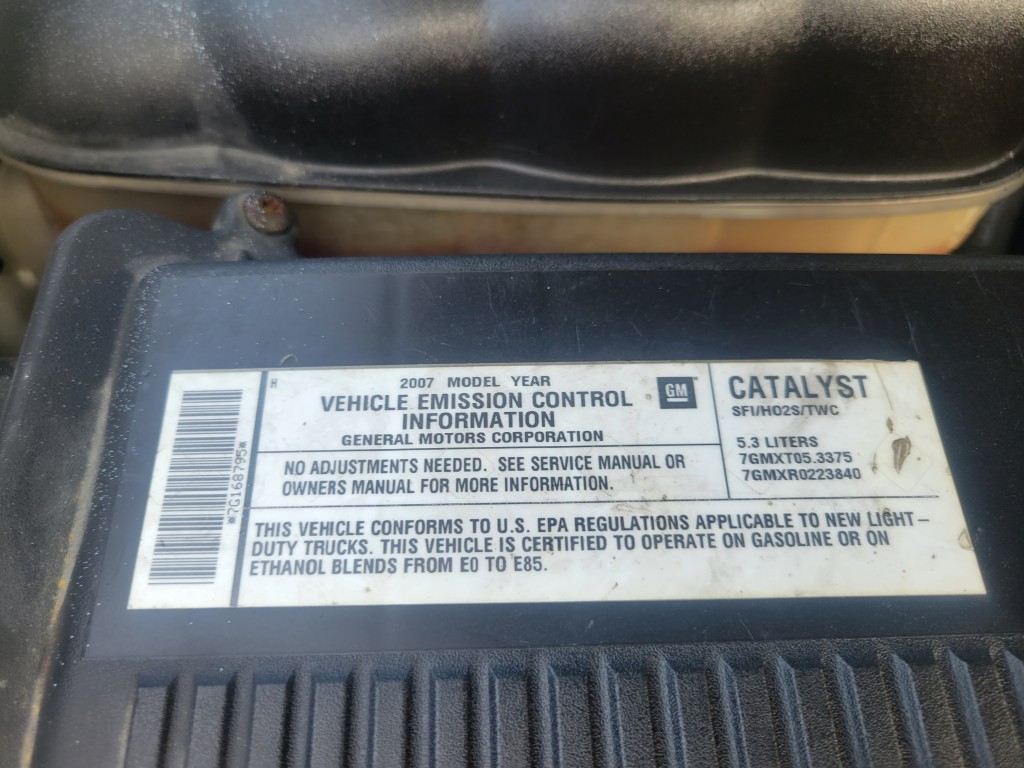 H
2007 MODEL YEAR
VEHICLE EMISSION CONTROL
INFORMATION
GENERAL MOTORS CORPORATION
GM
CATALYST
SFI/HO2S/TWC
5.3 LITERS
7GMXT05.3375
7GMXR0223840
NO ADJUSTMENTS NEEDED. SEE SERVICE MANUAL OR
OWNERS MANUAL FOR MORE INFORMATION.
THIS VEHICLE CONFORMS TO U.S. EPA REGULATIONS APPLICABLE TO NEW LIGHT-
DUTY TRUCKS. THIS VEHICLE IS CERTIFIED TO OPERATE ON GASOLINE OR ON
ETHANOL BLENDS FROM E0 TO E85.
*7G168795*